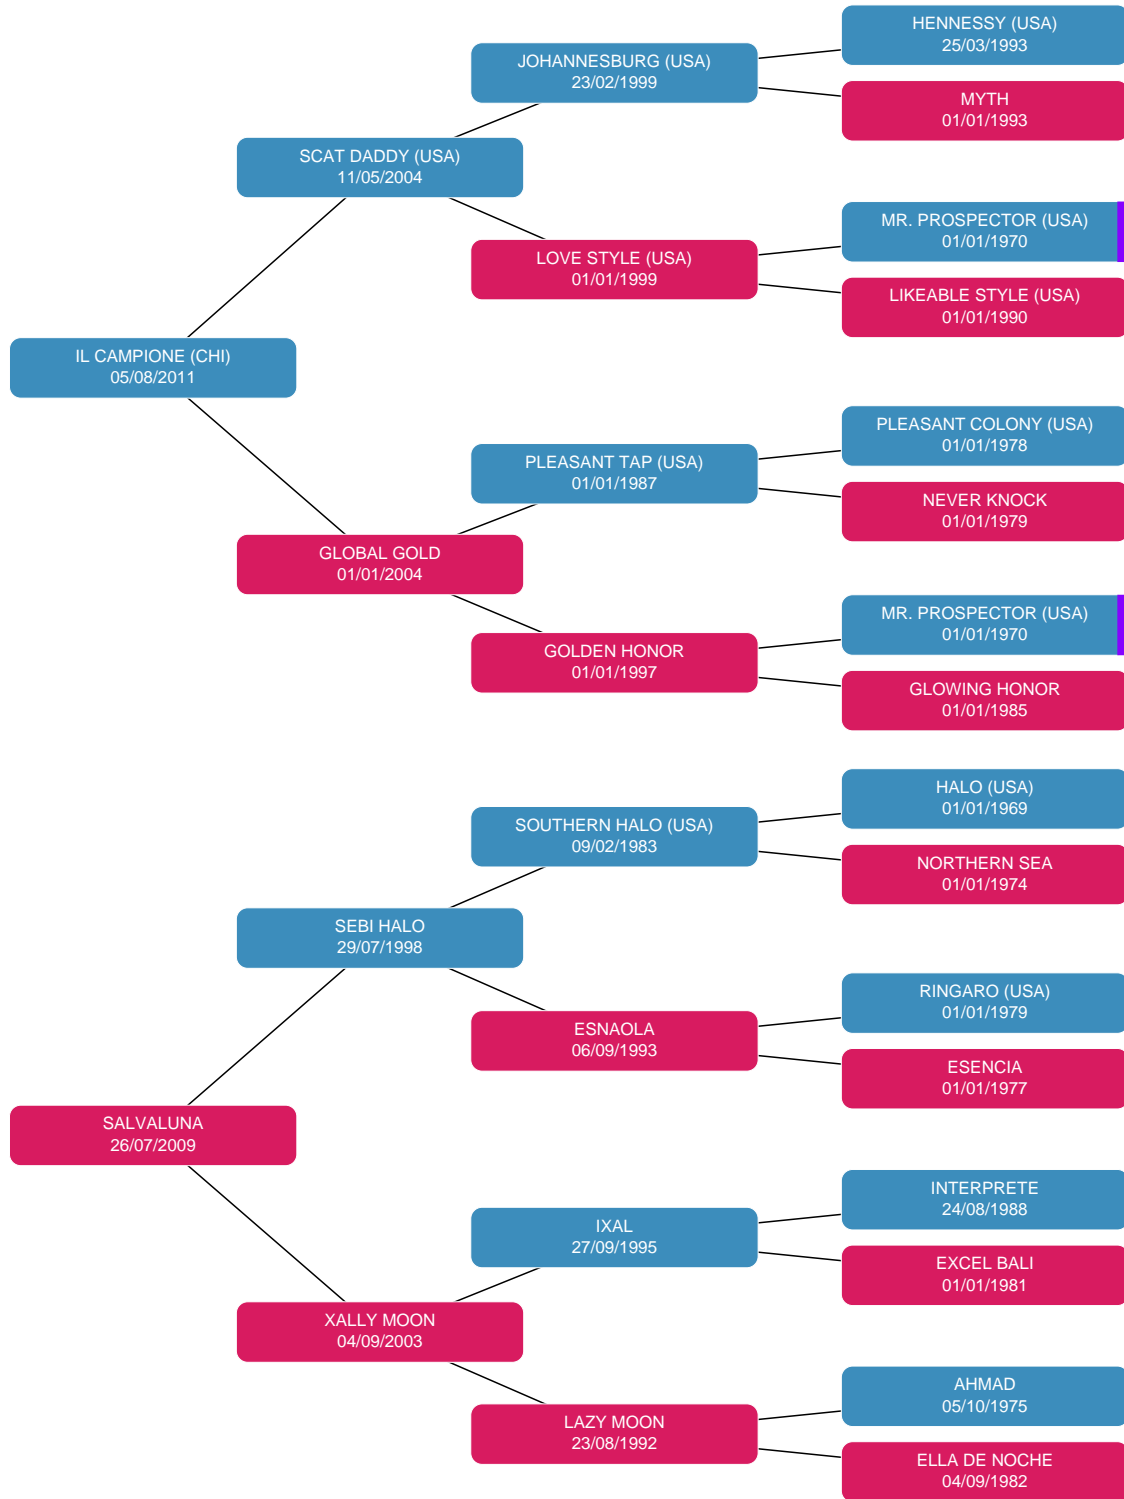 HENNESSY (USA)
25/03/1993
JOHANNESBURG (USA)
23/02/1999
MYTH
01/01/1993
SCAT DADDY (USA)
11/05/2004
MR. PROSPECTOR (USA)
01/01/1970
LOVE STYLE (USA)
01/01/1999
LIKEABLE STYLE (USA)
01/01/1990
IL CAMPIONE (CHI)
05/08/2011
PLEASANT COLONY (USA)
01/01/1978
PLEASANT TAP (USA)
01/01/1987
NEVER KNOCK
01/01/1979
GLOBAL GOLD
01/01/2004
MR. PROSPECTOR (USA)
01/01/1970
GOLDEN HONOR
01/01/1997
GLOWING HONOR
01/01/1985
HALO (USA)
01/01/1969
SOUTHERN HALO (USA)
09/02/1983
NORTHERN SEA
01/01/1974
SEBI HALO
29/07/1998
RINGARO (USA)
01/01/1979
ESNAOLA
06/09/1993
ESENCIA
01/01/1977
SALVALUNA
26/07/2009
INTERPRETE
24/08/1988
IXAL
27/09/1995
EXCEL BALI
01/01/1981
XALLY MOON
04/09/2003
AHMAD
05/10/1975
LAZY MOON
23/08/1992
ELLA DE NOCHE
04/09/1982